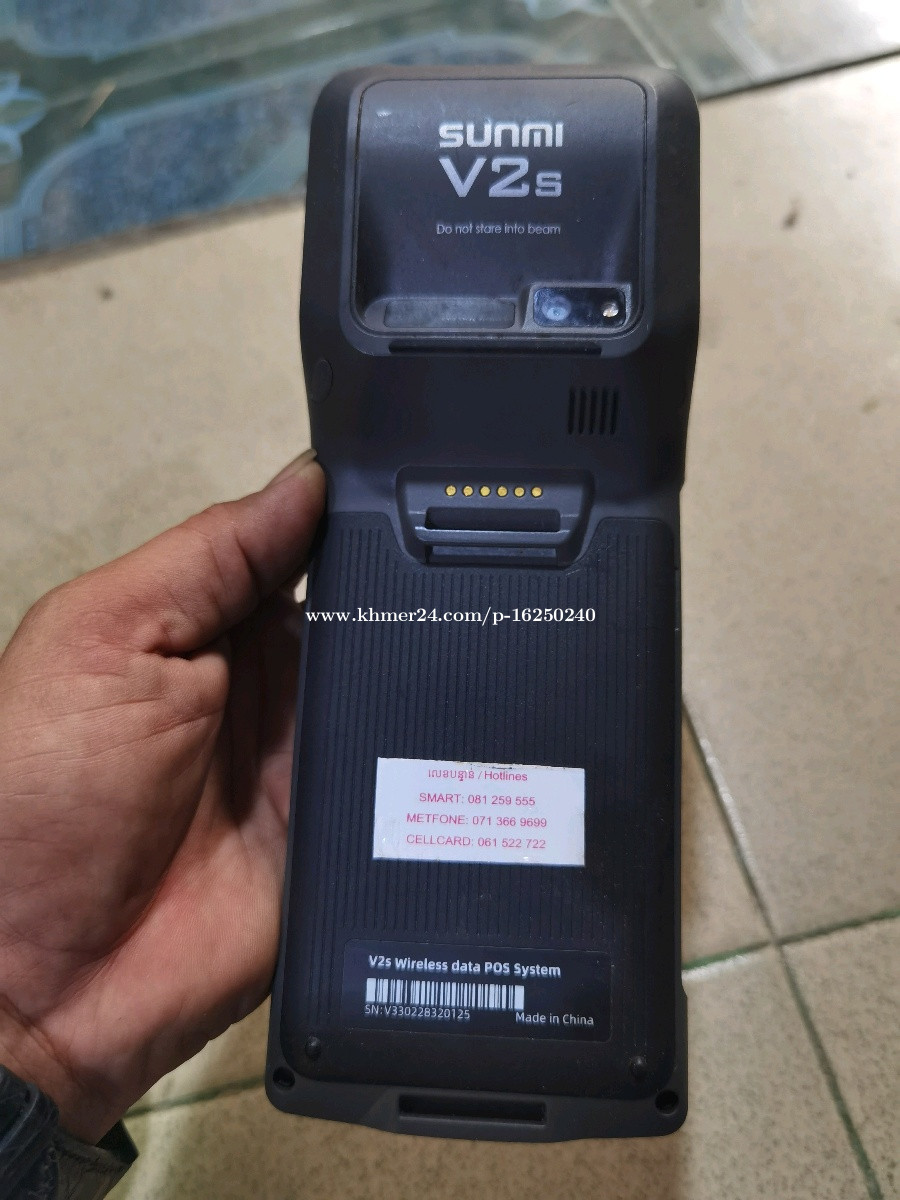 SUNMI
V2s
Do not stare into beam
www.khmer24.com/p-16250240
លេខបន្ទាន់ / Hotlines
SMART: 081 259 555
METFONE: 071 366 9699
CELLCARD: 061 522 722
V2s Wireless data POS System
SN:V330228320125
Made in China